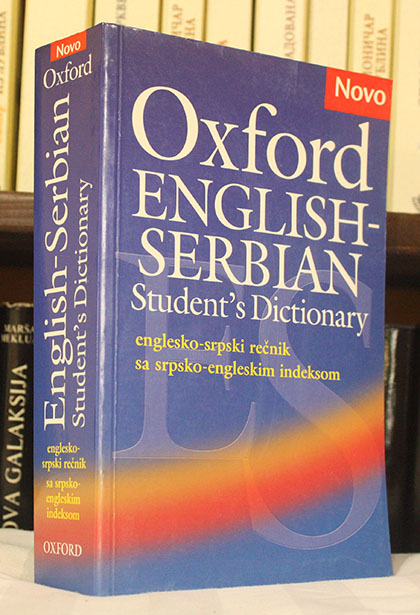 Novo
Oxford
ENGLISH-
SERBIAN
Student's Dictionary
englesko-srpski rečnik
sa srpsko-engleskim indeksom
Novo
Oxford
English-Serbian
Student's Dictionary
englesko-
srpski rečnik
sa srpsko-
engleskim
indeksom
OXFORD
GALAKSIJA